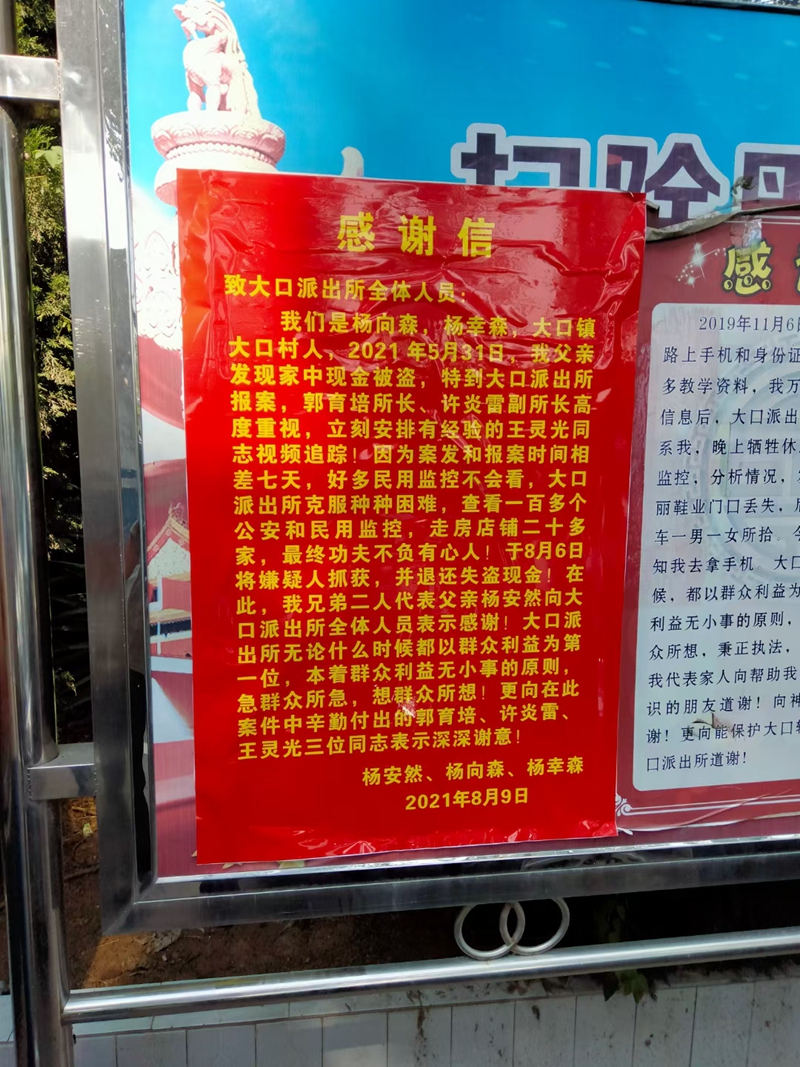 扫
感谢信
致大口派出所全体人员：
我们是杨向森，杨幸森，大口镇
大口村人，2021年5月31日，我父亲
发现家中现金被盗，特到大口派出所
报案，郭育培所长、许炎雷副所长高
度重视，立刻安排有经验的王灵光同
志视频追踪！因为案发和报案时间相
差七天，好多民用监控不会看，大口
派出所克服种种困难，查看一百多个
公安和民用监控，走房店铺二十多
家，最终功夫不负有心人！于8月6日
将嫌疑人抓获，并退还失盗现金！在
此，我兄弟二人代表父亲杨安然向大
口派出所全体人员表示感谢！大口派
出所无论什么时候都以群众利益为第
一位，本着群众利益无小事的原则，
急群众所急，想群众所想！更向在此
案件中辛勤付出的郭育培、许炎雷、
王灵光三位同志表示深深谢意！
杨安然、杨向森、杨幸森
2021年8月9日
感
2019年11月6日
路上手机和身份证
多教学资料，我万
信息后，大口派出
系我，晚上牺牲休
监控，分析情况，
丽鞋业门口丢失，
车一男一女所拾。
知我去拿手机。大口
候，都以群众利益为
利益无小事的原则，
众所想，秉正执法，
我代表家人向帮助我
识的朋友道谢！向神
谢！更向能保护大口
口派出所道谢！